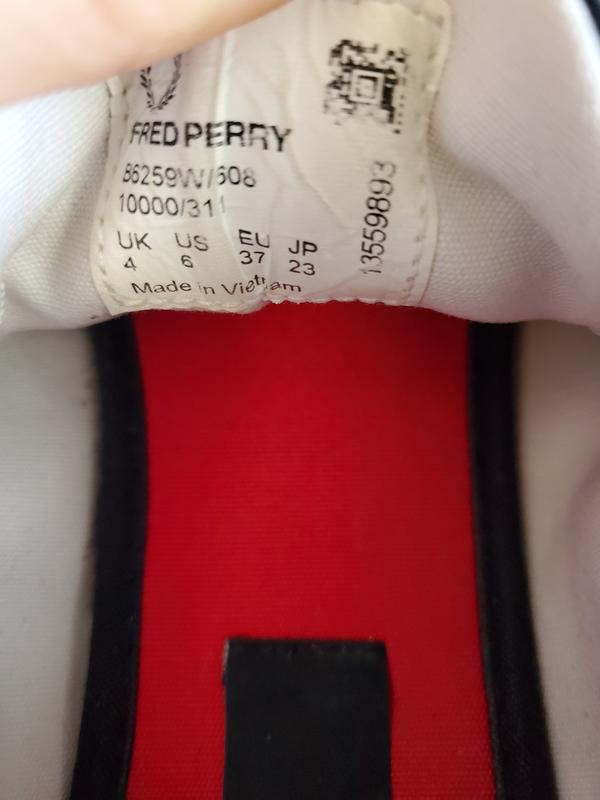 FRED PERRY
B6259W/608
10000/311
UK US EU JP
4 6 37 23
Made in Vietnam
13559893